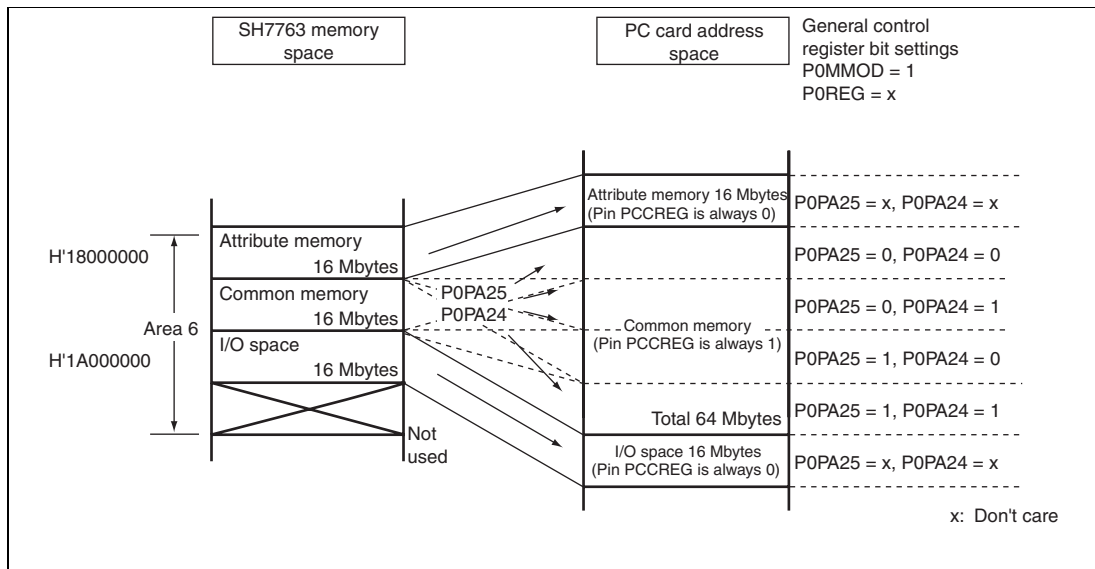 SH7763 memory
space
PC card address
space
General control
register bit settings
P0MMOD = 1
P0REG = x
H'18000000
Area 6
H'1A000000
Attribute memory
16 Mbytes
Common memory
16 Mbytes
I/O space
16 Mbytes
Not
used
P0PA25
P0PA24
Attribute memory 16 Mbytes
(Pin PCCREG is always 0)
Common memory
(Pin PCCREG is always 1)
Total 64 Mbytes
I/O space 16 Mbytes
(Pin PCCREG is always 0)
P0PA25 = x, P0PA24 = x
P0PA25 = 0, P0PA24 = 0
P0PA25 = 0, P0PA24 = 1
P0PA25 = 1, P0PA24 = 0
P0PA25 = 1, P0PA24 = 1
P0PA25 = x, P0PA24 = x
x: Don't care